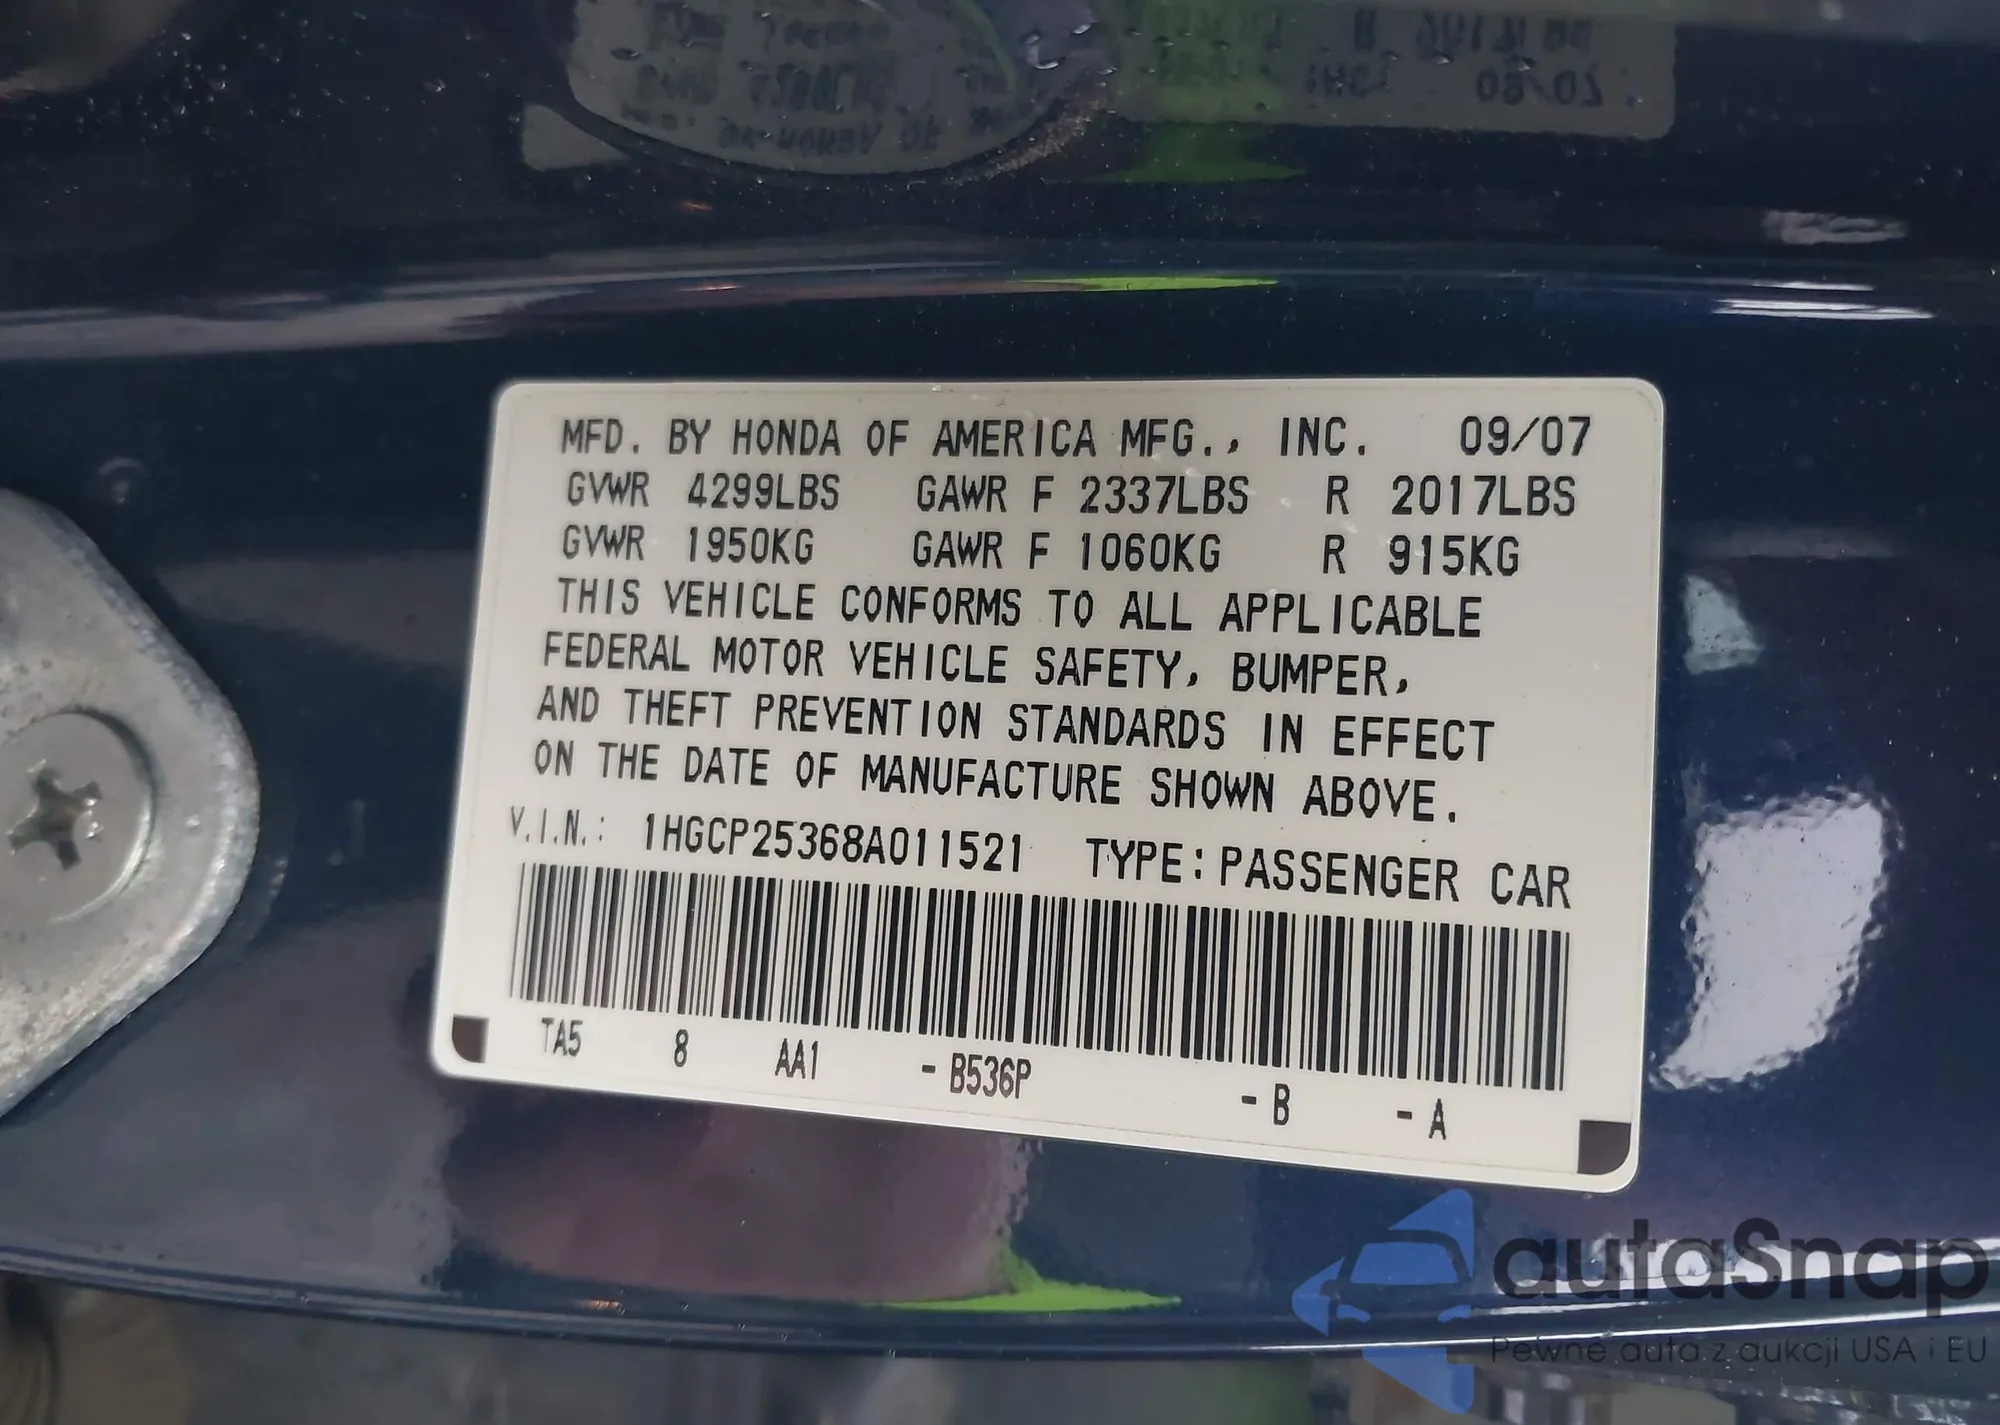 MFD. BY HONDA OF AMERICA MFG., INC. 09/07
GVWR 4299LBS GAWR F 2337LBS R 2017LBS
GVWR 1950KG GAWR F 1060KG R 915KG
THIS VEHICLE CONFORMS TO ALL APPLICABLE
FEDERAL MOTOR VEHICLE SAFETY, BUMPER,
AND THEFT PREVENTION STANDARDS IN EFFECT
ON THE DATE OF MANUFACTURE SHOWN ABOVE.
V.I.N.: 1HGCP25368A011521 TYPE: PASSENGER CAR
TA5 8 AA1 - B536P - B - A
autaSnap
Pewne auta z aukcji USA i EU